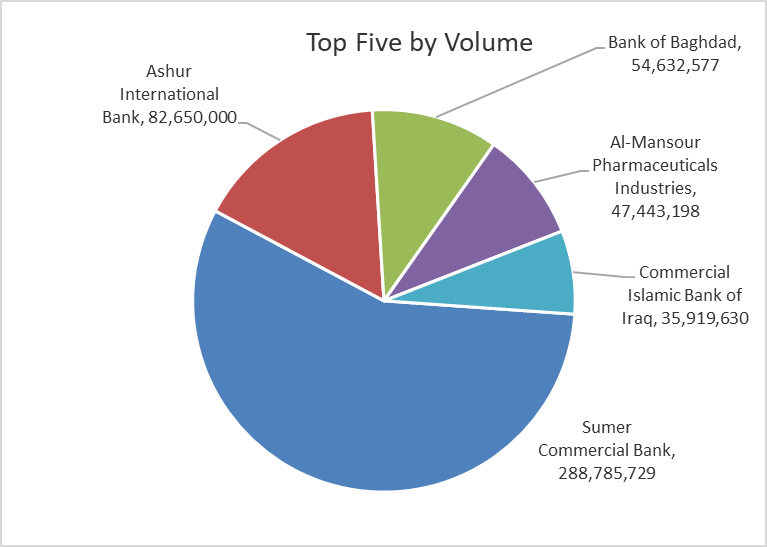 Top Five by Volume
Bank of Baghdad,
54,632,577
Ashur
International
Bank, 82,650,000
Al-Mansour
Pharmaceuticals
Industries,
47,443,198
Commercial
Islamic Bank of
Iraq, 35,919,630
Sumer
Commercial Bank,
288,785,729